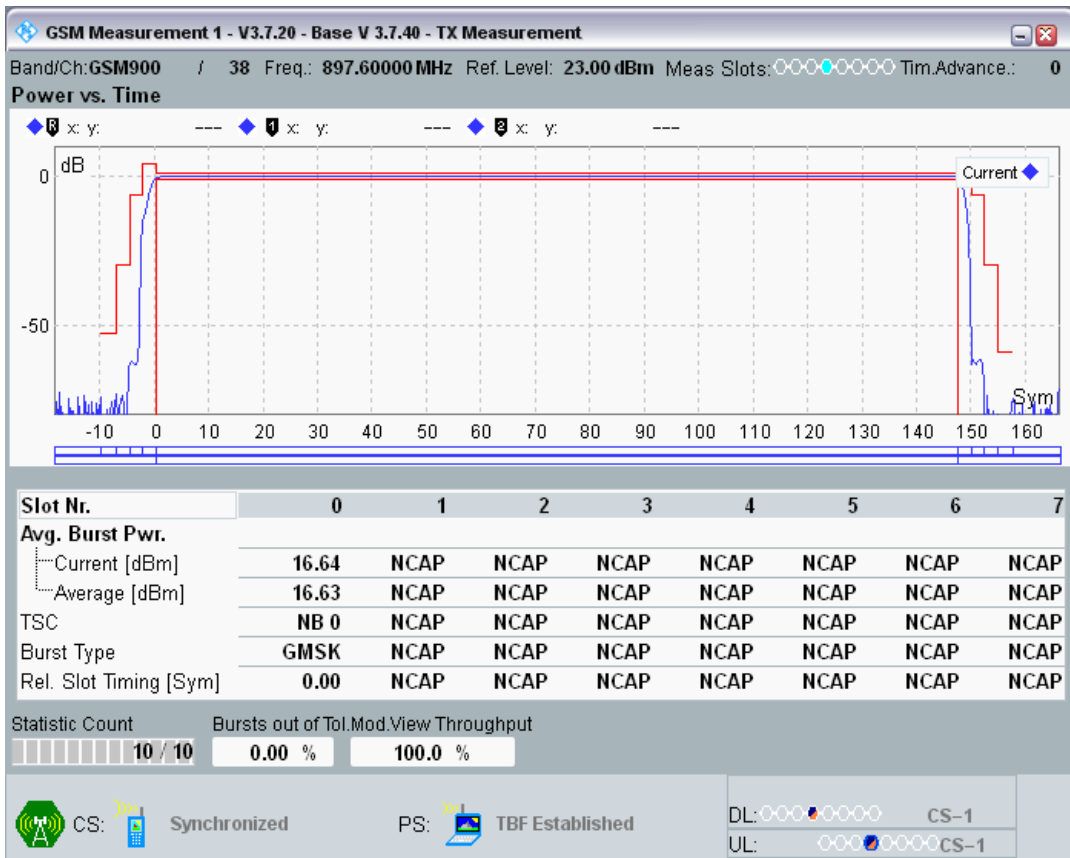 GSM Measurement 1 - V3.7.20 - Base V 3.7.40 - TX Measurement
Band/Ch:GSM900 / 38 Freq.: 897.60000 MHz Ref. Level: 23.00 dBm Meas Slots: Tim.Advance.: 0
Power vs. Time
R x: y: --- 1 x: y: --- 2 x: y: ---
dB
Current
0
-50
Sym
-10 0 10 20 30 40 50 60 70 80 90 100 110 120 130 140 150 160
Slot Nr. 0 1 2 3 4 5 6 7
Avg. Burst Pwr.
Current [dBm] 16.64 NCAP NCAP NCAP NCAP NCAP NCAP NCAP
Average [dBm] 16.63 NCAP NCAP NCAP NCAP NCAP NCAP NCAP
TSC NB 0 NCAP NCAP NCAP NCAP NCAP NCAP NCAP
Burst Type GMSK NCAP NCAP NCAP NCAP NCAP NCAP NCAP
Rel. Slot Timing [Sym] 0.00 NCAP NCAP NCAP NCAP NCAP NCAP NCAP
Statistic Count Bursts out of Tol.Mod.View Throughput
10 / 10 0.00 % 100.0 %
CS: Synchronized PS: TBF Established
DL: CS-1
UL: CS-1